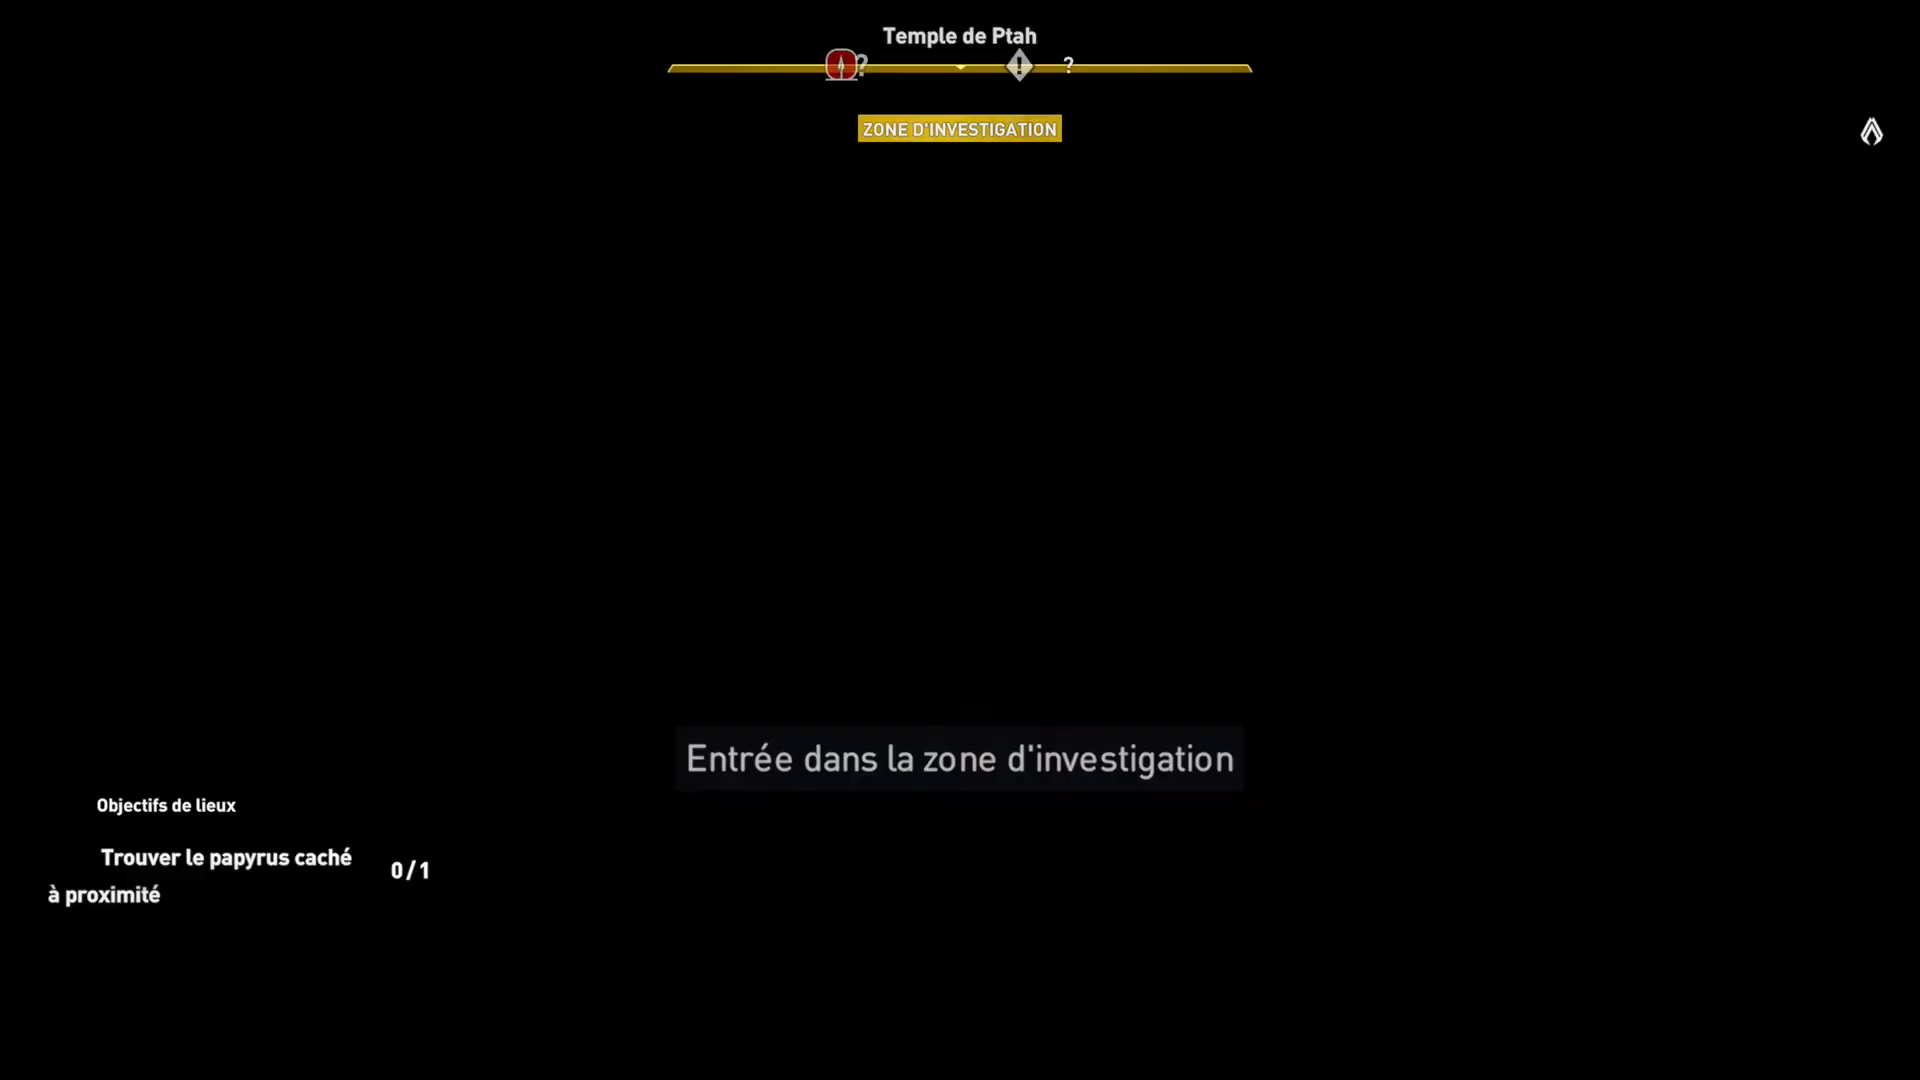 Temple de Ptah
?
?
ZONE D'INVESTIGATION
Entrée dans la zone d'investigation
Objectifs de lieux
Trouver le papyrus caché
à proximité
0/1